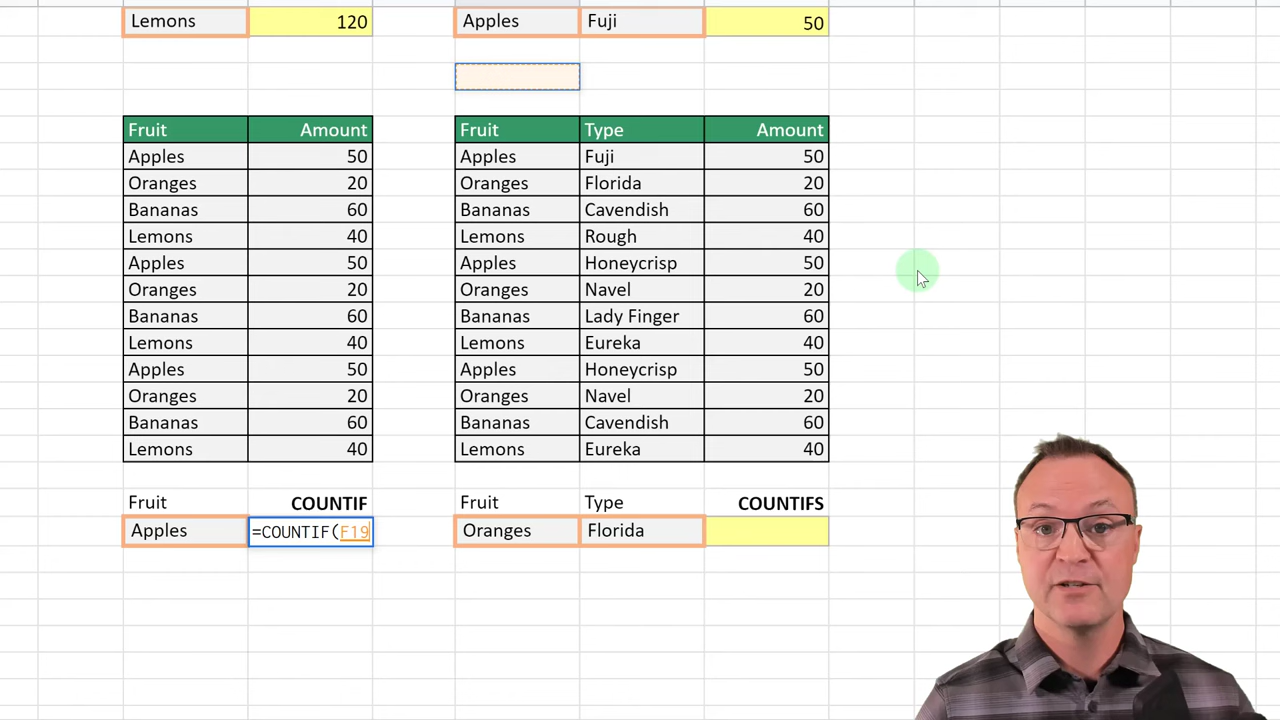 Lemons 120 Apples Fuji 50
Fruit Amount Fruit Type Amount
Apples 50 Apples Fuji 50
Oranges 20 Oranges Florida 20
Bananas 60 Bananas Cavendish 60
Lemons 40 Lemons Rough 40
Apples 50 Apples Honeycrisp 50
Oranges 20 Oranges Navel 20
Bananas 60 Bananas Lady Finger 60
Lemons 40 Lemons Eureka 40
Apples 50 Apples Honeycrisp 50
Oranges 20 Oranges Navel 20
Bananas 60 Bananas Cavendish 60
Lemons 40 Lemons Eureka 40
Fruit COUNTIF Fruit Type COUNTIFS
Apples =COUNTIF(F19 Oranges Florida